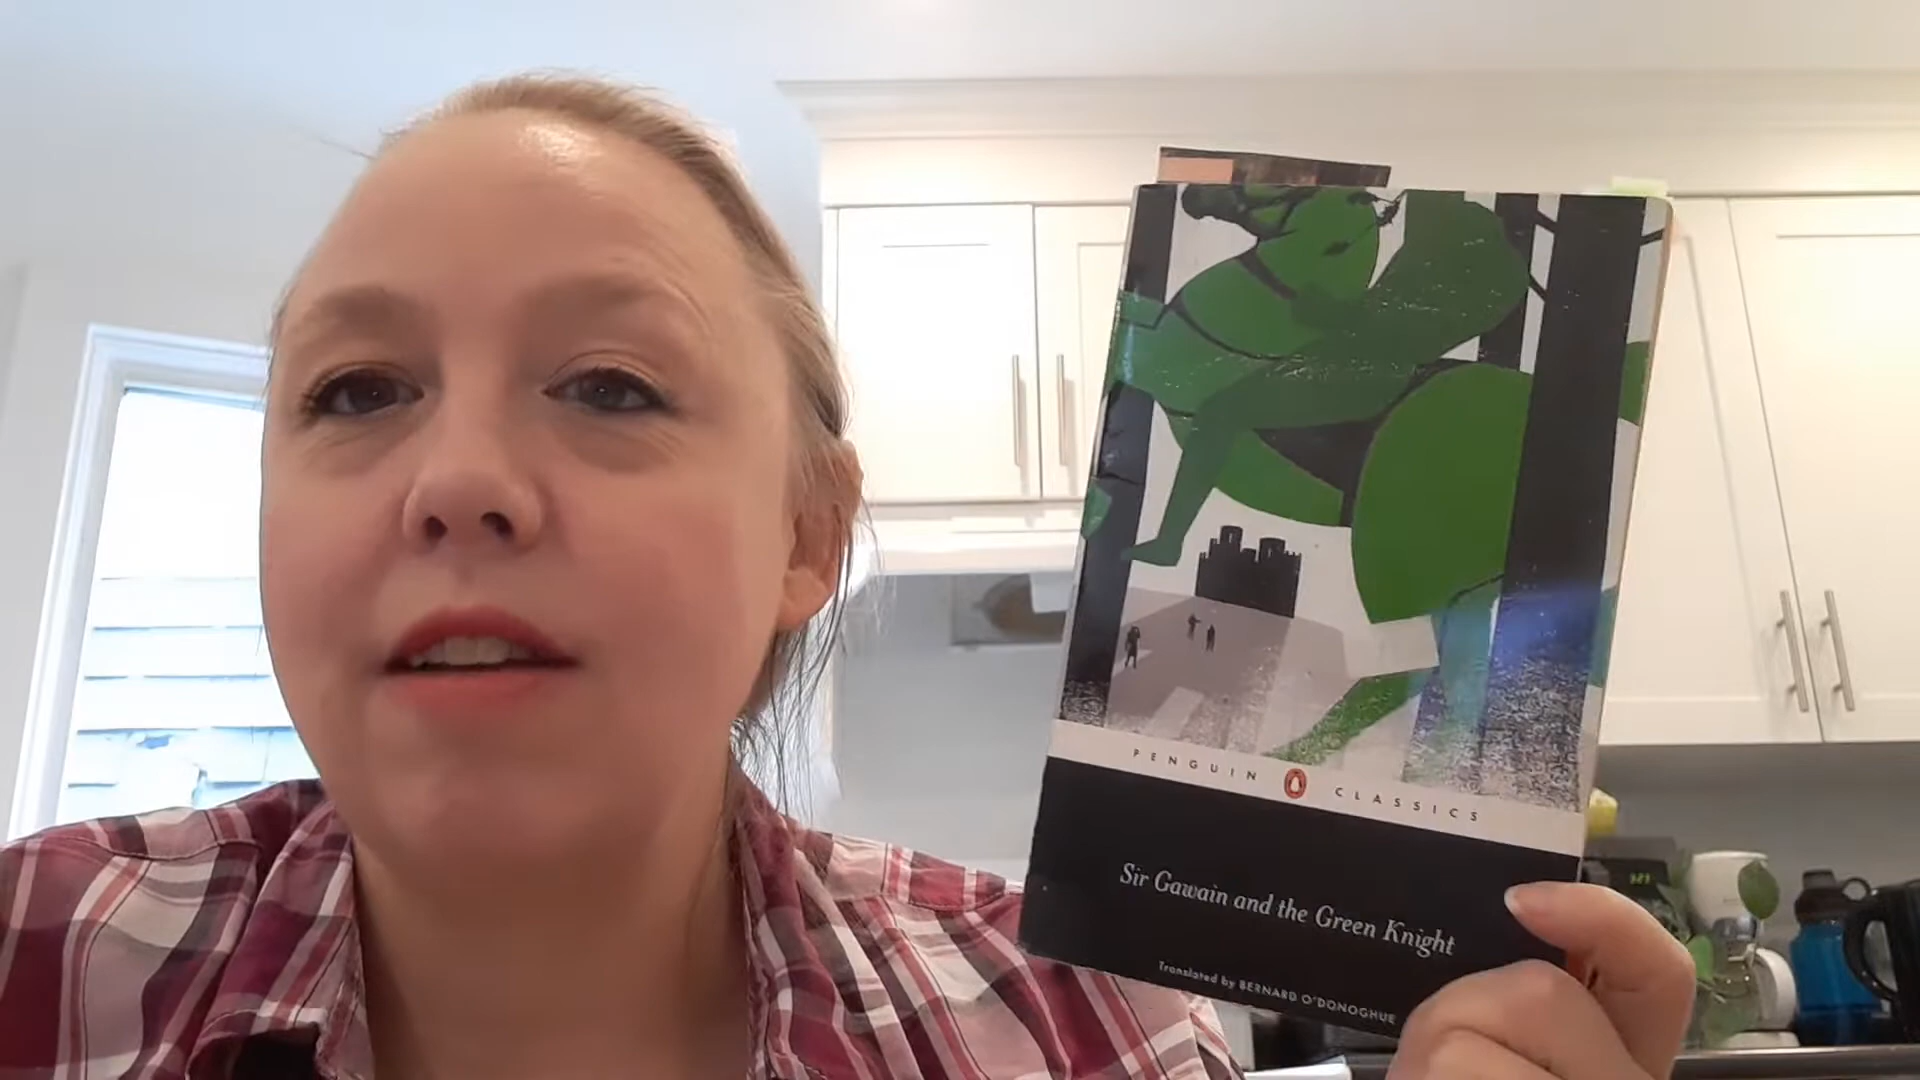 PENGUIN CLASSICS
Sir Gawain and the Green Knight
Translated by BERNARD O'DONOGHUE